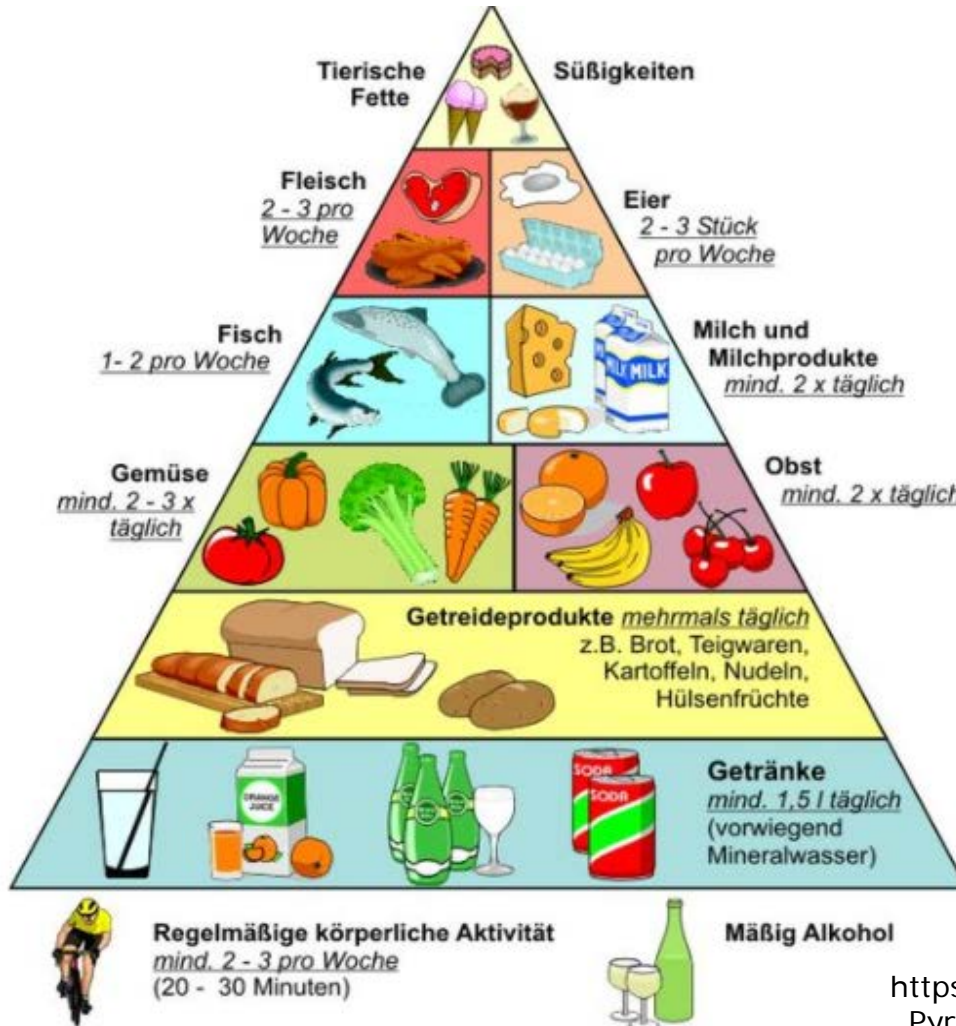 Tierische
Fette
Süßigkeiten
Fleisch
2 - 3 pro
Woche
Eier
2 - 3 Stück
pro Woche
Fisch
1- 2 pro Woche
Milch und
Milchprodukte
mind. 2 x täglich
MILK MILK
Gemüse
mind. 2 - 3 x
täglich
Obst
mind. 2 x täglich
Getreideprodukte mehrmals täglich
z.B. Brot, Teigwaren,
Kartoffeln, Nudeln,
Hülsenfrüchte
ORANGE
JUICE
SODA
SODA
Getränke
mind. 1,5 l täglich
(vorwiegend
Mineralwasser)
Regelmäßige körperliche Aktivität
mind. 2 - 3 pro Woche
(20 - 30 Minuten)
Mäßig Alkohol
https
Pyr